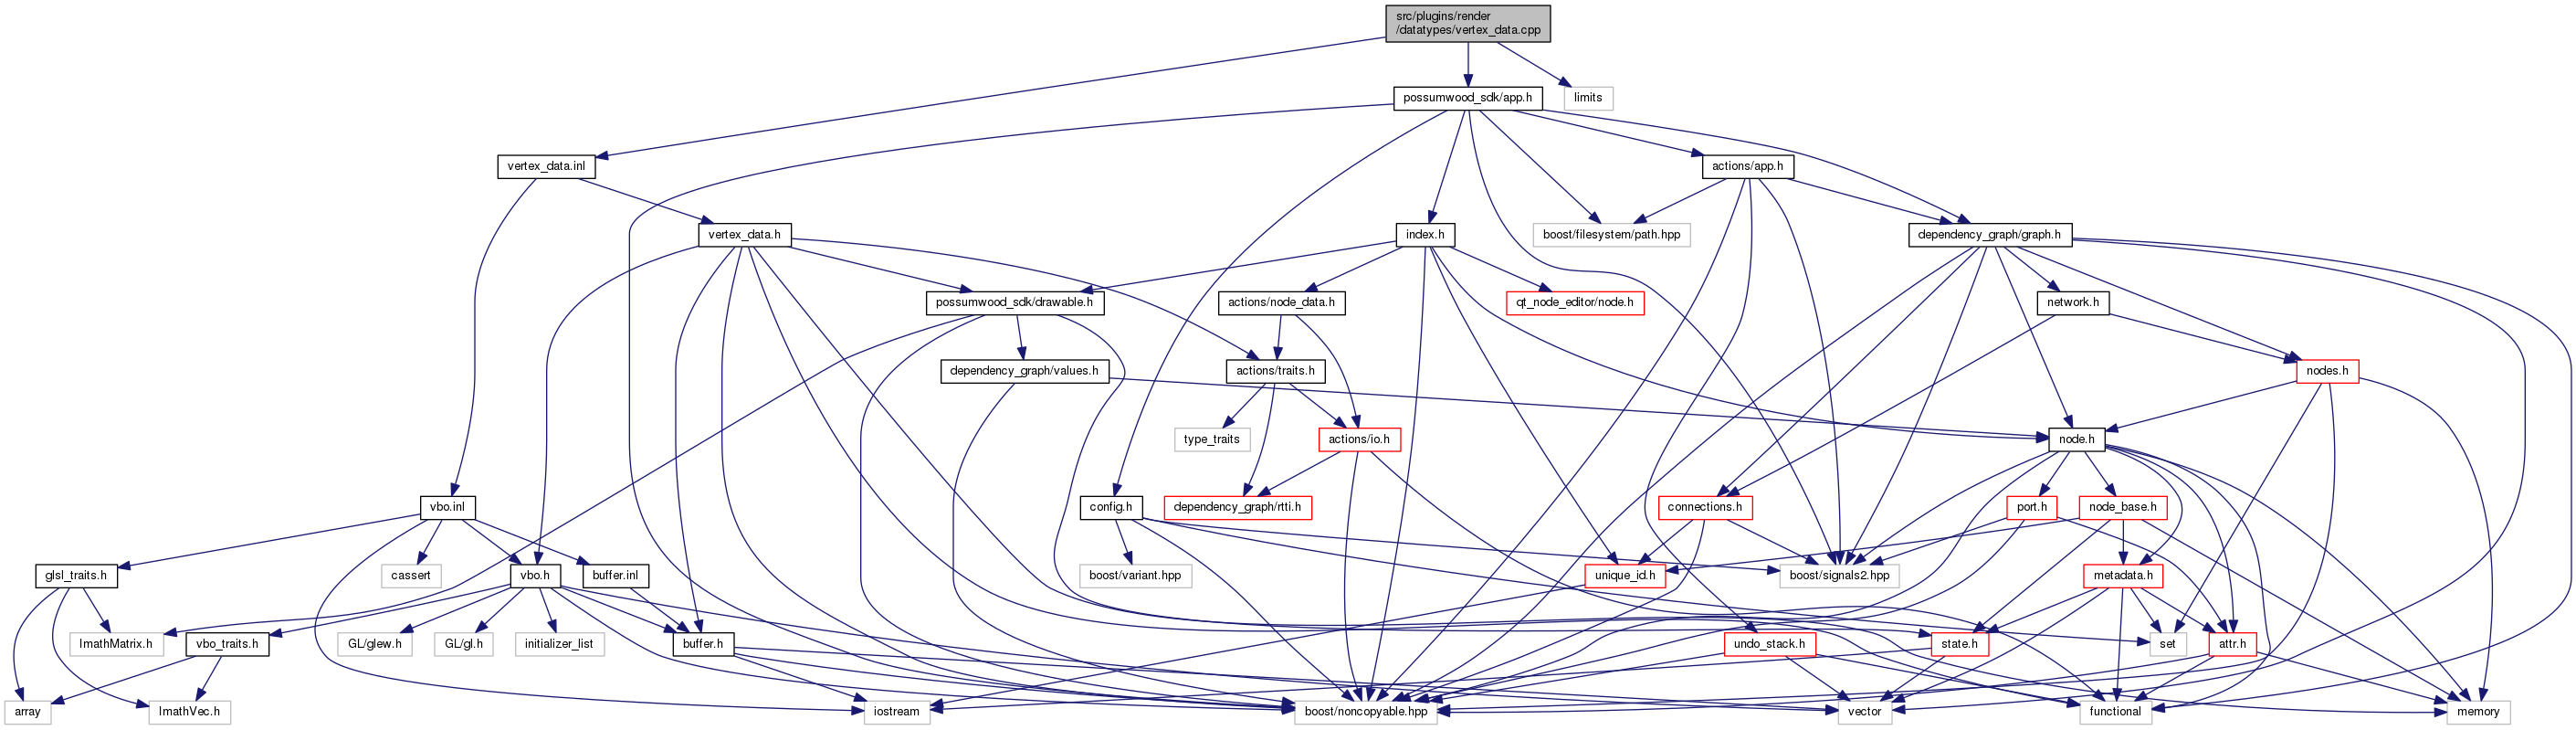 src/plugins/render
/datatypes/vertex_data.cpp
possumwood_sdk/app.h
limits
vertex_data.inl
actions/app.h
vertex_data.h
index.h
boost/filesystem/path.hpp
dependency_graph/graph.h
possumwood_sdk/drawable.h
actions/node_data.h
qt_node_editor/node.h
network.h
dependency_graph/values.h
actions/traits.h
nodes.h
type_traits
actions/io.h
node.h
vbo.inl
config.h
dependency_graph/rtti.h
connections.h
port.h
node_base.h
glsl_traits.h
cassert
vbo.h
buffer.inl
boost/variant.hpp
unique_id.h
boost/signals2.hpp
metadata.h
ImathMatrix.h
vbo_traits.h
GL/glew.h
GL/gl.h
initializer_list
buffer.h
undo_stack.h
state.h
set
attr.h
array
ImathVec.h
iostream
boost/noncopyable.hpp
vector
functional
memory